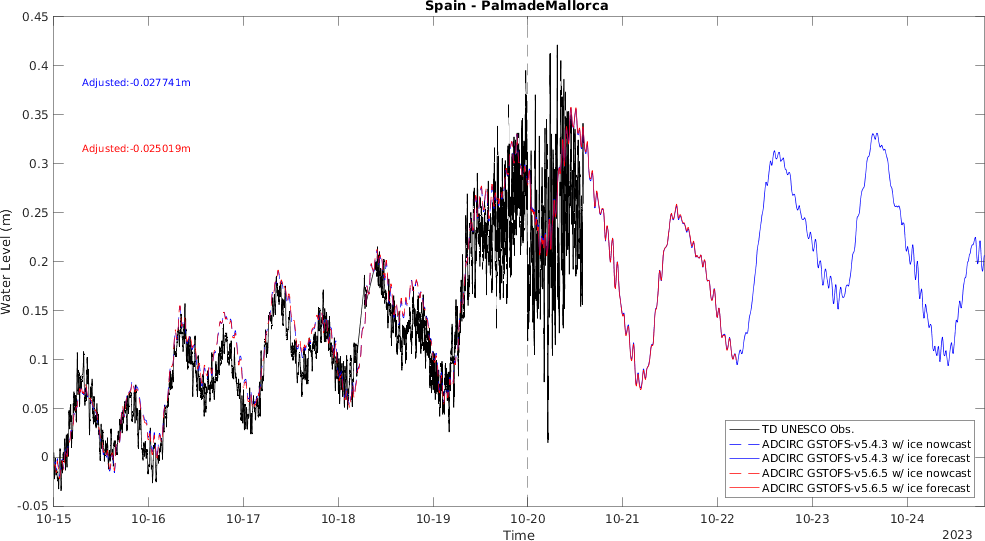 Spain - PalmadeMallorca
0.45
0.4
0.35
0.3
0.25
0.2
0.15
0.1
0.05
0
-0.05
Water Level (m)
Adjusted:-0.027741m
Adjusted:-0.025019m
TD UNESCO Obs.
ADCIRC GSTOFS-v5.4.3 w/ ice nowcast
ADCIRC GSTOFS-v5.4.3 w/ ice forecast
ADCIRC GSTOFS-v5.6.5 w/ ice nowcast
ADCIRC GSTOFS-v5.6.5 w/ ice forecast
10-15 10-16 10-17 10-18 10-19 10-20 10-21 10-22 10-23 10-24
Time
2023